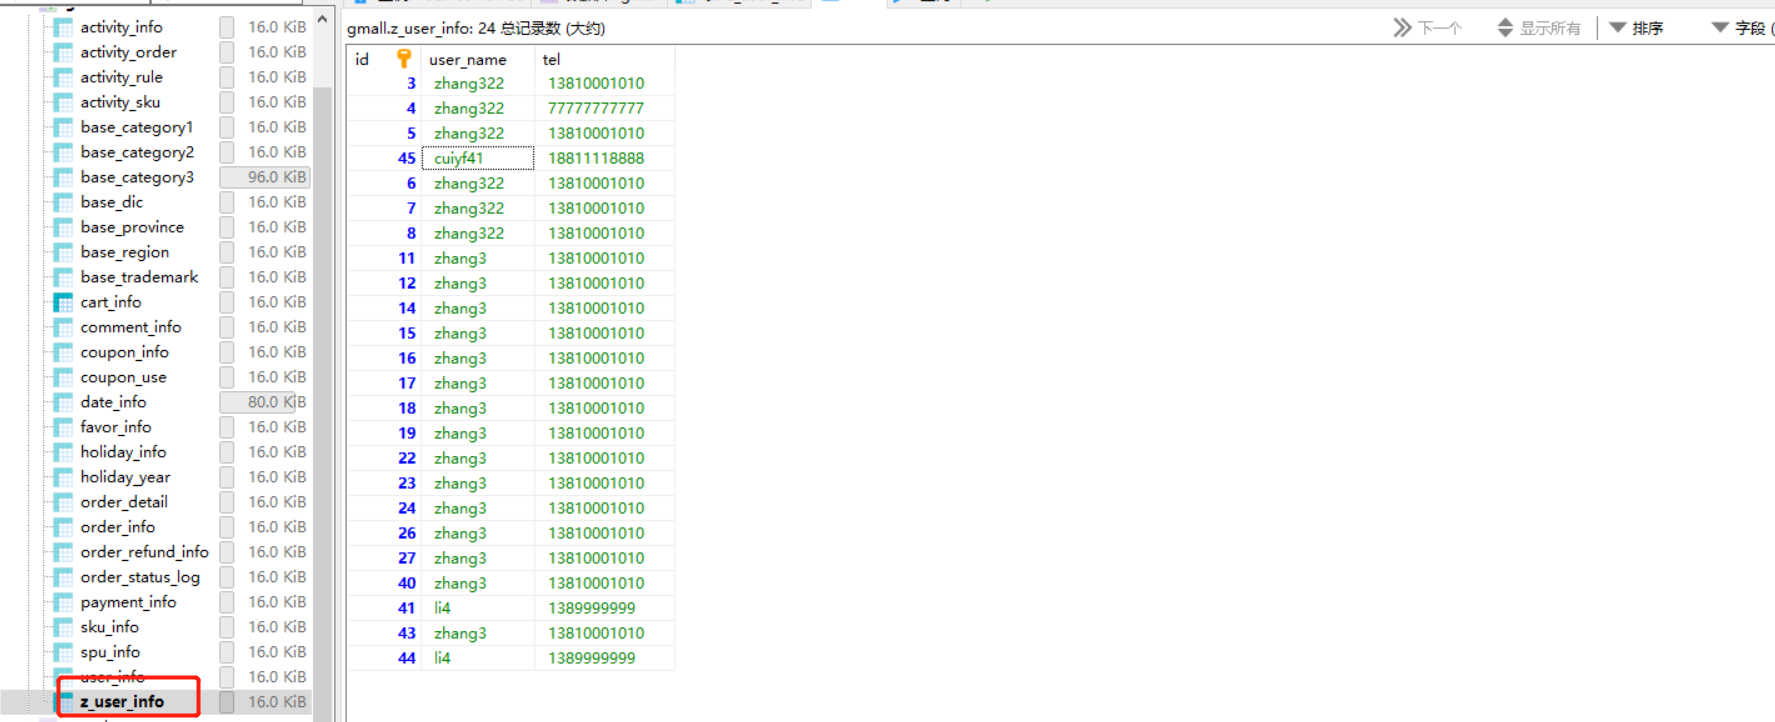 activity_info 16.0 KiB
activity_order 16.0 KiB
activity_rule 16.0 KiB
activity_sku 16.0 KiB
base_category1 16.0 KiB
base_category2 16.0 KiB
base_category3 96.0 KiB
base_dic 16.0 KiB
base_province 16.0 KiB
base_region 16.0 KiB
base_trademark 16.0 KiB
cart_info 16.0 KiB
comment_info 16.0 KiB
coupon_info 16.0 KiB
coupon_use 16.0 KiB
date_info 80.0 KiB
favor_info 16.0 KiB
holiday_info 16.0 KiB
holiday_year 16.0 KiB
order_detail 16.0 KiB
order_info 16.0 KiB
order_refund_info 16.0 KiB
order_status_log 16.0 KiB
payment_info 16.0 KiB
sku_info 16.0 KiB
spu_info 16.0 KiB
user_info 16.0 KiB
z_user_info 16.0 KiB
gmall.z_user_info: 24 总记录数 (大约) 下一个 显示所有 排序 字段 (
id user_name tel
3 zhang322 13810001010
4 zhang322 77777777777
5 zhang322 13810001010
45 cuiyf41 18811118888
6 zhang322 13810001010
7 zhang322 13810001010
8 zhang322 13810001010
11 zhang3 13810001010
12 zhang3 13810001010
14 zhang3 13810001010
15 zhang3 13810001010
16 zhang3 13810001010
17 zhang3 13810001010
18 zhang3 13810001010
19 zhang3 13810001010
22 zhang3 13810001010
23 zhang3 13810001010
24 zhang3 13810001010
26 zhang3 13810001010
27 zhang3 13810001010
40 zhang3 13810001010
41 li4 1389999999
43 zhang3 13810001010
44 li4 1389999999